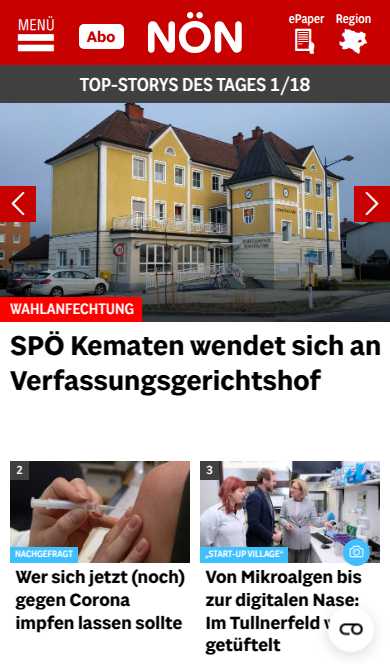 MENÜ
Abo
NÖN
ePaper
Region
TOP-STORYS DES TAGES 1/18
WAHLANFECHTUNG
SPÖ Kematen wendet sich an
Verfassungsgerichtshof
2
NACHGEFRAGT
Wer sich jetzt (noch)
gegen Corona
impfen lassen sollte
3
„START-UP VILLAGE“
Von Mikroalgen bis
zur digitalen Nase:
Im Tullnerfeld
getüftelt